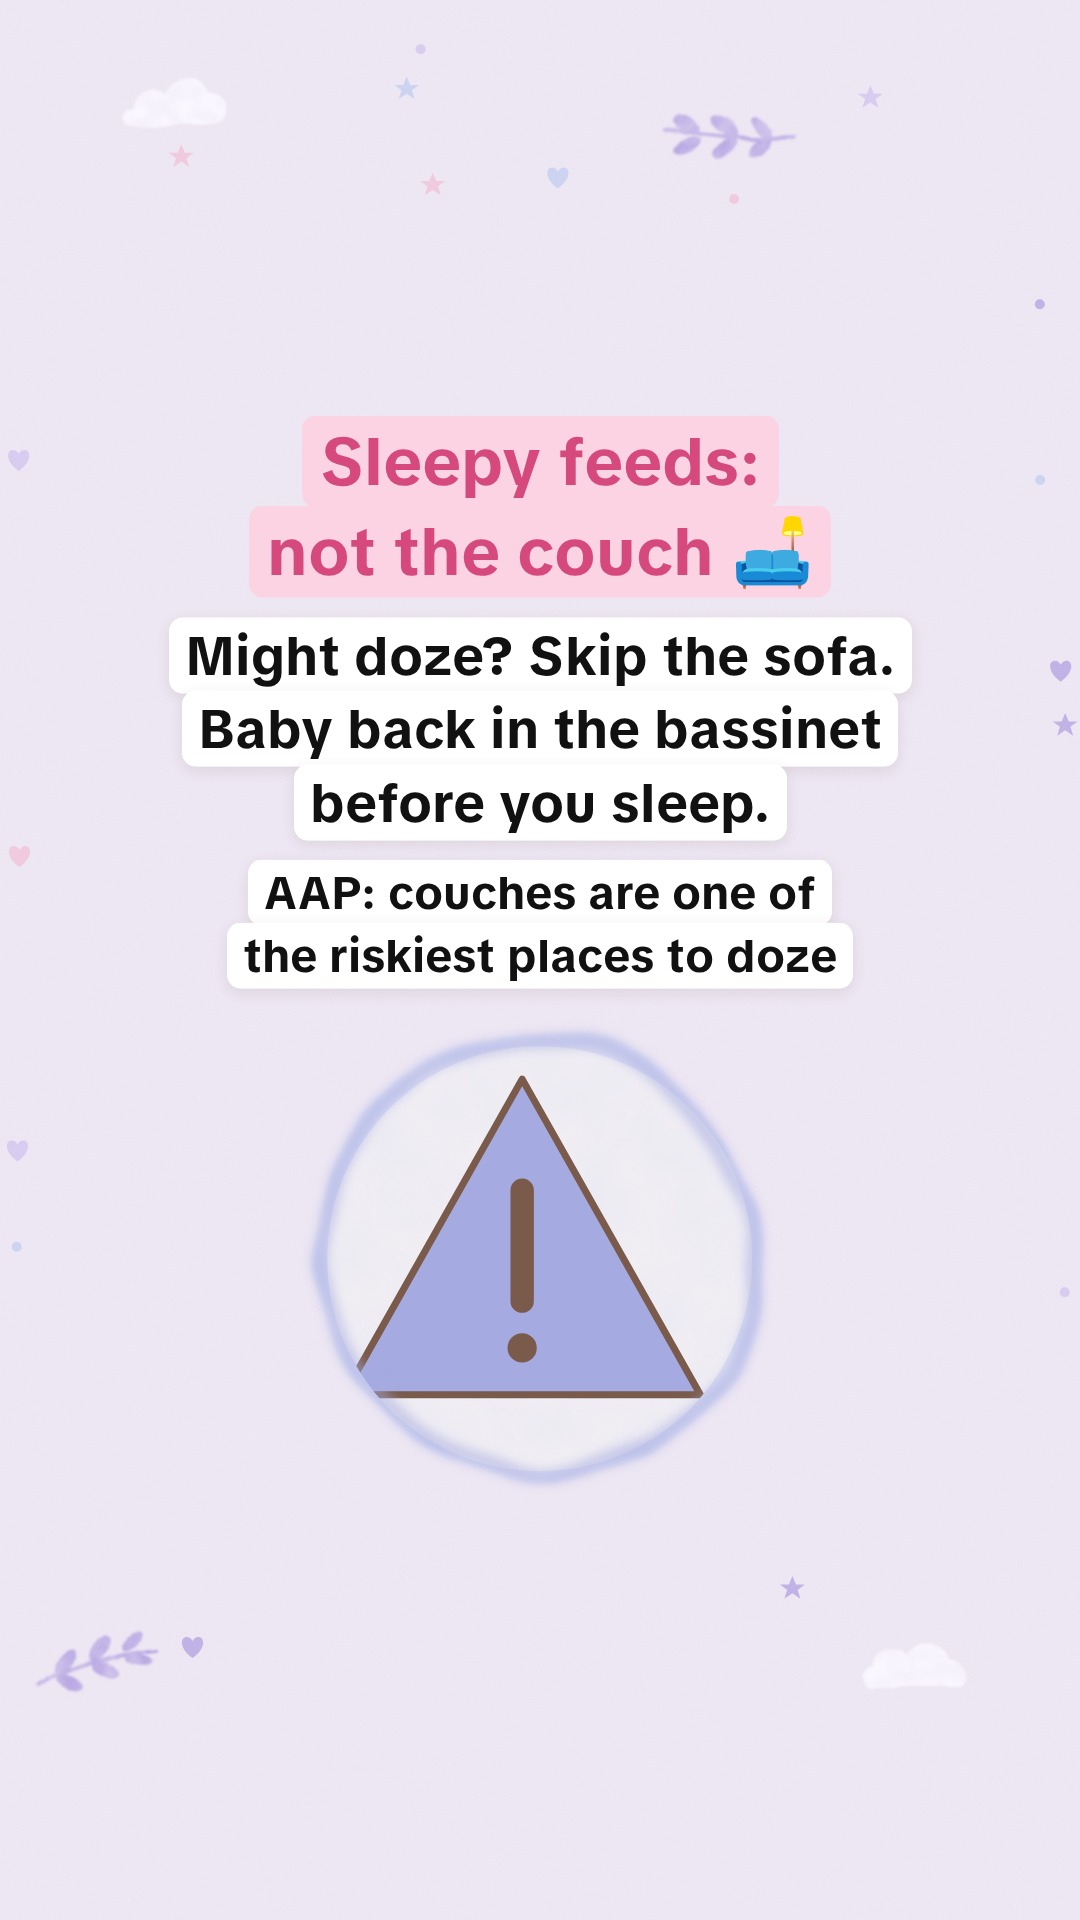 Sleepy feeds:
not the couch 🛋️
Might doze? Skip the sofa.
Baby back in the bassinet
before you sleep.
AAP: couches are one of
the riskiest places to doze
!